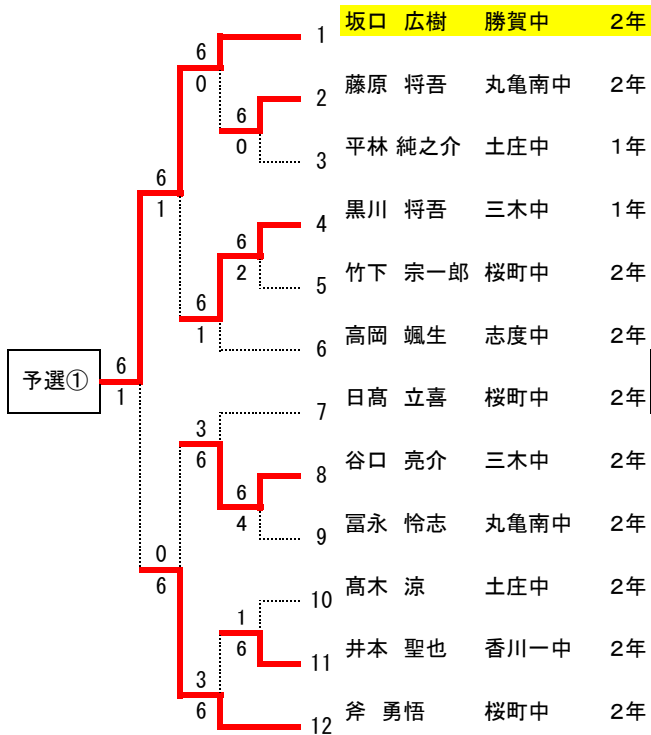 1 坂口 広樹 勝賀中 2年
6
0
2 藤原 将吾 丸亀南中 2年
6
0
3 平林 純之介 土庄中 1年
6
1
4 黒川 将吾 三木中 1年
6
2
5 竹下 宗一郎 桜町中 2年
6
1
6 高岡 颯生 志度中 2年
予選①
6
1
7 日髙 立喜 桜町中 2年
3
6
8 谷口 亮介 三木中 2年
6
4
9 冨永 怜志 丸亀南中 2年
0
6
10 髙木 涼 土庄中 2年
1
6
11 井本 聖也 香川一中 2年
3
6
12 斧 勇悟 桜町中 2年